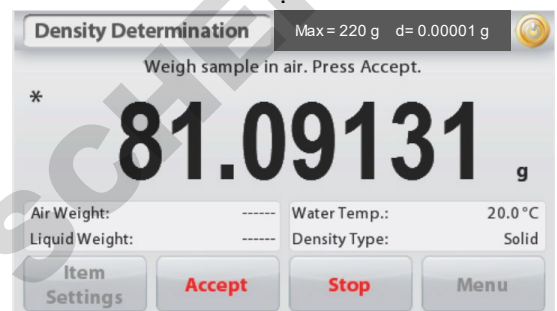 Density Determination Max = 220 g d= 0.00001 g
Weigh sample in air. Press Accept.
* 81.09131 g
Air Weight: ------ Water Temp.: 20.0°C
Liquid Weight: ------ Density Type: Solid
Item Settings Accept Stop Menu
SCHE